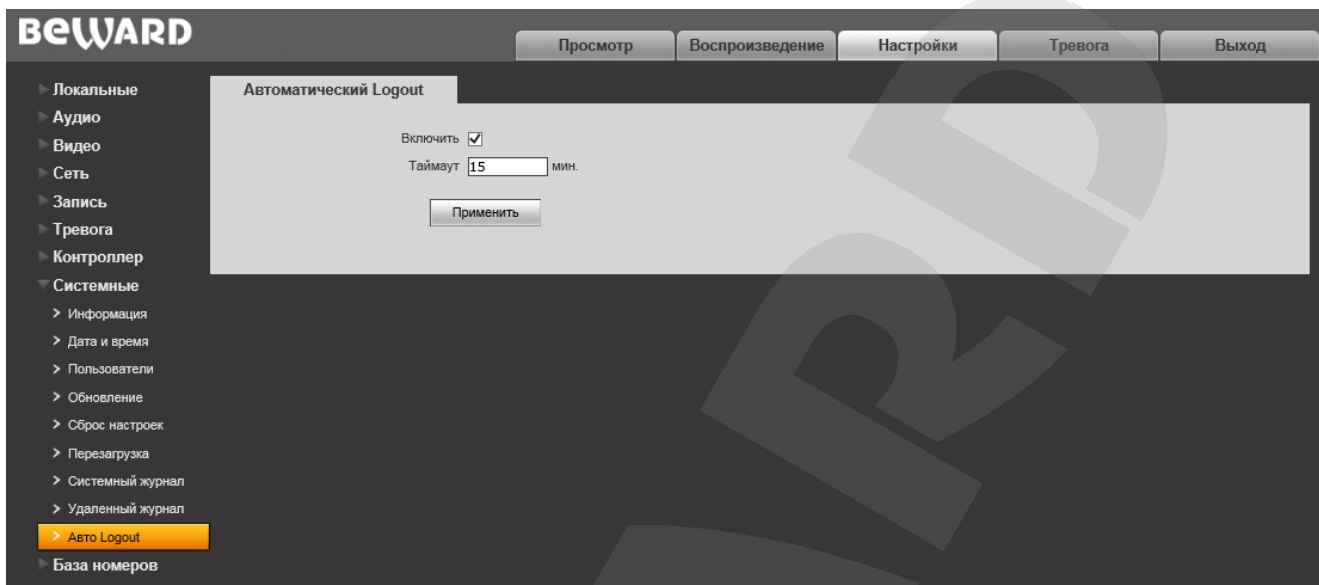 BEWARD
Просмотр
Воспроизведение
Настройки
Тревога
Выход
Локальные
Аудио
Видео
Сеть
Запись
Тревога
Контроллер
Системные
Информация
Дата и время
Пользователи
Обновление
Сброс настроек
Перезагрузка
Системный журнал
Удаленный журнал
Авто Logout
База номеров
Автоматический Logout
Включить
Таймаут 15 мин.
Применить